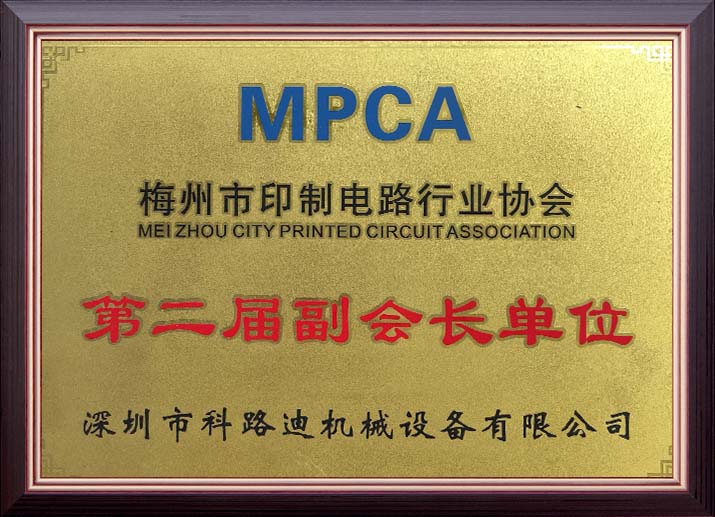 MPCA
梅州市印制电路行业协会
MEI ZHOU CITY PRINTED CIRCUIT ASSOCIATION
第二届副会长单位
深圳市科路迪机械设备有限公司